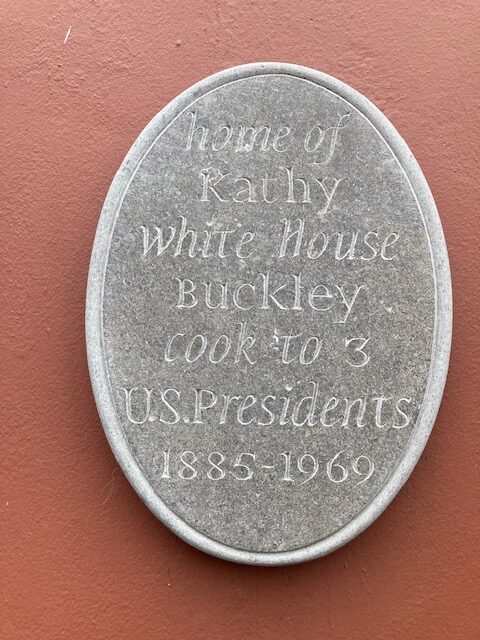 home of
Kathy
White House
Buckley
cook to 3
U.S.Presidents
1885-1969